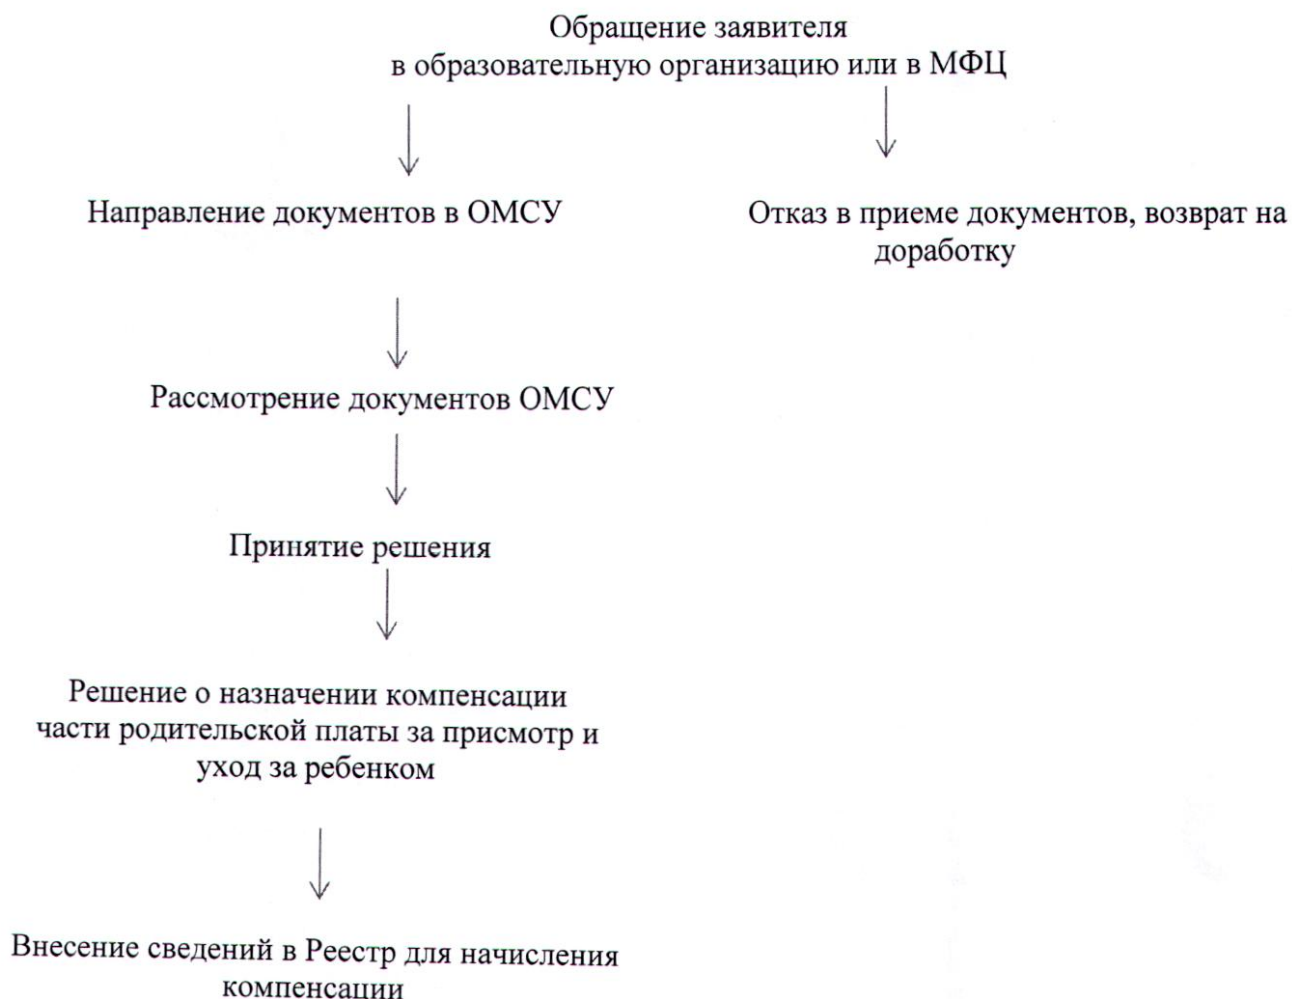 Обращение заявителя
в образовательную организацию или в МФЦ
Направление документов в ОМСУ
Отказ в приеме документов, возврат на
доработку
Рассмотрение документов ОМСУ
Принятие решения
Решение о назначении компенсации
части родительской платы за присмотр и
уход за ребенком
Внесение сведений в Реестр для начисления
компенсации